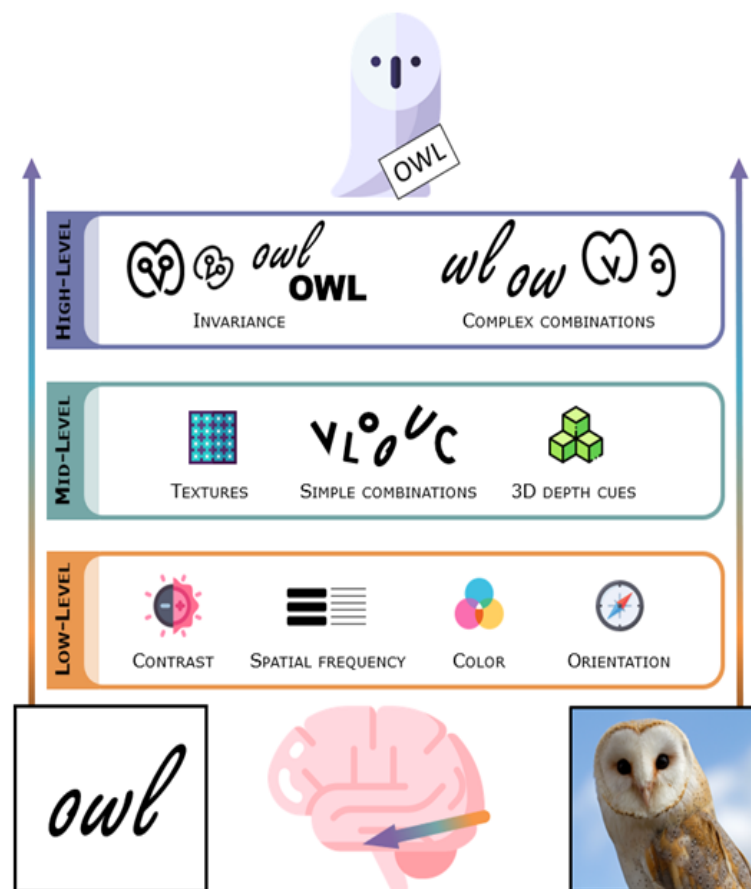 OWL
HIGH-LEVEL
owl
OWL
wl ow
INVARIANCE
COMPLEX COMBINATIONS
MID-LEVEL
V L o o U C
TEXTURES
SIMPLE COMBINATIONS
3D DEPTH CUES
LOW-LEVEL
CONTRAST
SPATIAL FREQUENCY
COLOR
ORIENTATION
owl